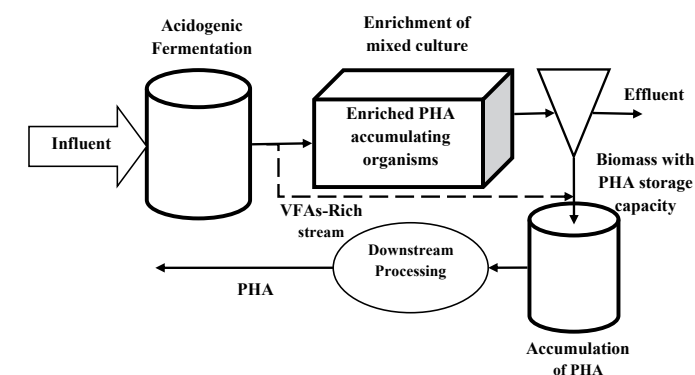 Acidogenic
Fermentation
Enrichment of
mixed culture
Influent
Enriched PHA
accumulating
organisms
Effluent
Biomass with
PHA storage
capacity
VFAs-Rich
stream
Downstream
Processing
PHA
Accumulation
of PHA